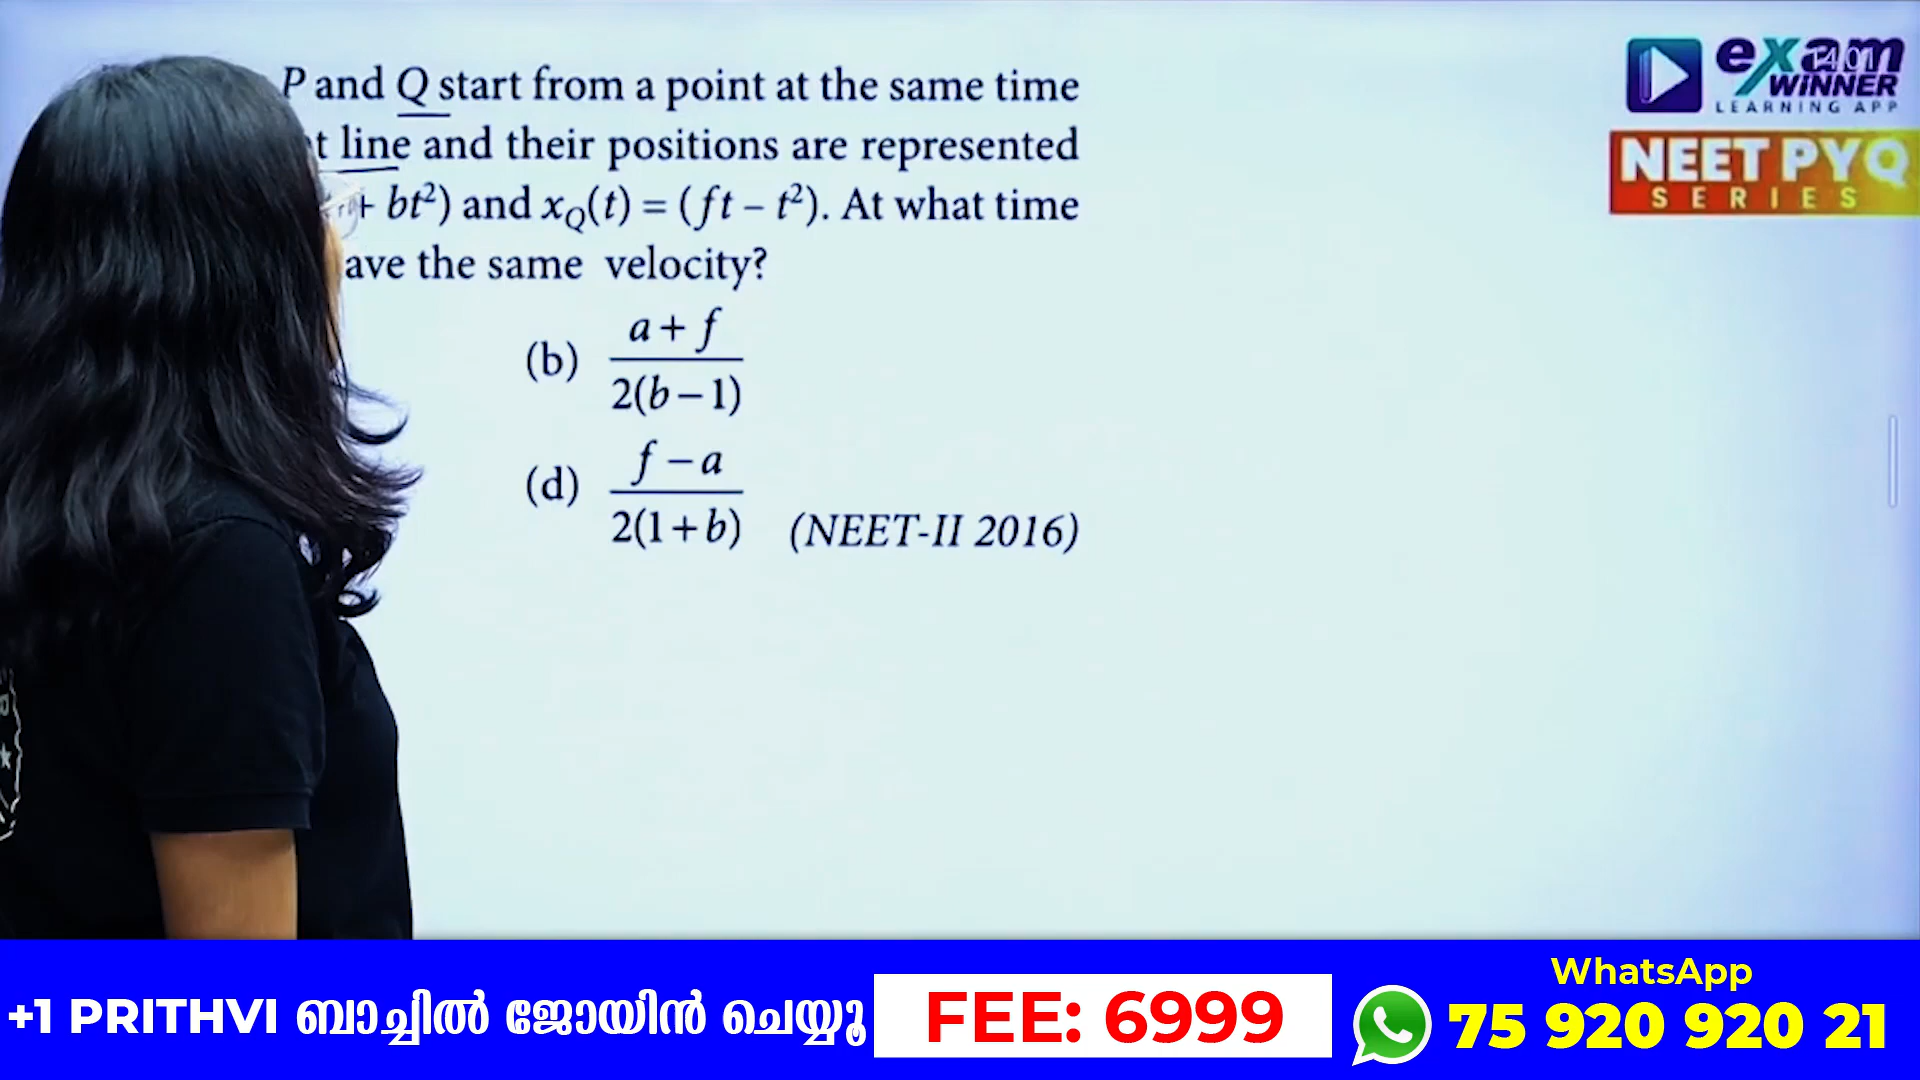 P and Q start from a point at the same time
t line and their positions are represented
+ bt²) and x_Q(t) = (ft – t²). At what time
ave the same velocity?
(b) a + f / 2(b – 1)
(d) f – a / 2(1 + b) (NEET-II 2016)
exam
WINNER
LEARNING APP
14:01
NEET PYQ
SERIES
+1 PRITHVI ബാച്ചിൽ ജോയിൻ ചെയ്യൂ
FEE: 6999
WhatsApp
75 920 920 21